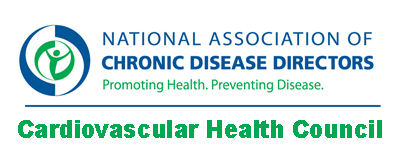 NATIONAL ASSOCIATION OF
CHRONIC DISEASE DIRECTORS
Promoting Health. Preventing Disease.
Cardiovascular Health Council